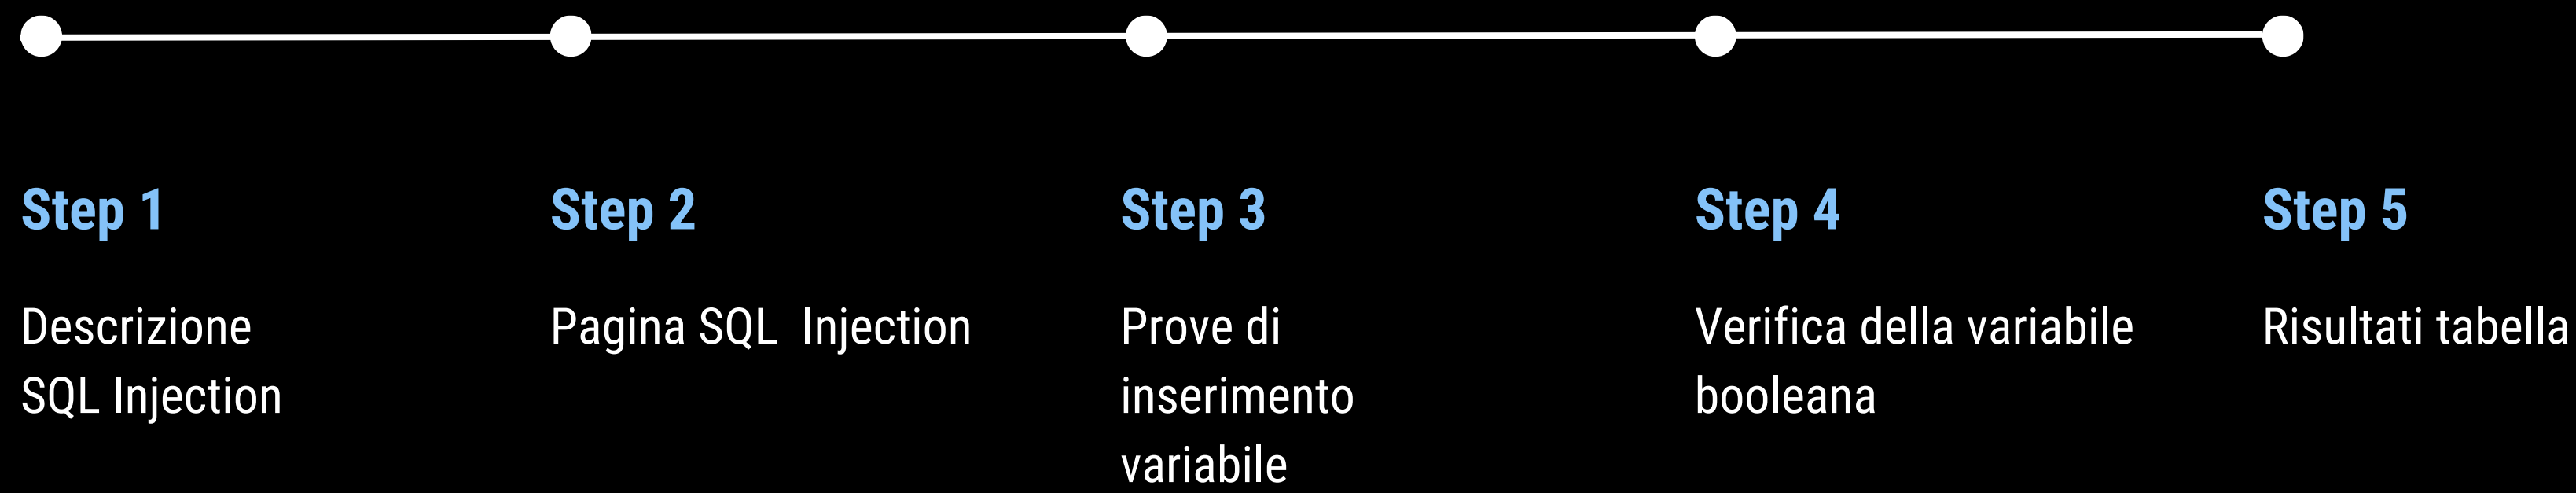 Step 1
Descrizione
SQL Injection
Step 2
Pagina SQL  Injection
Step 3
Prove di
inserimento
variabile
Step 4
Verifica della variabile
booleana
Step 5
Risultati tabella